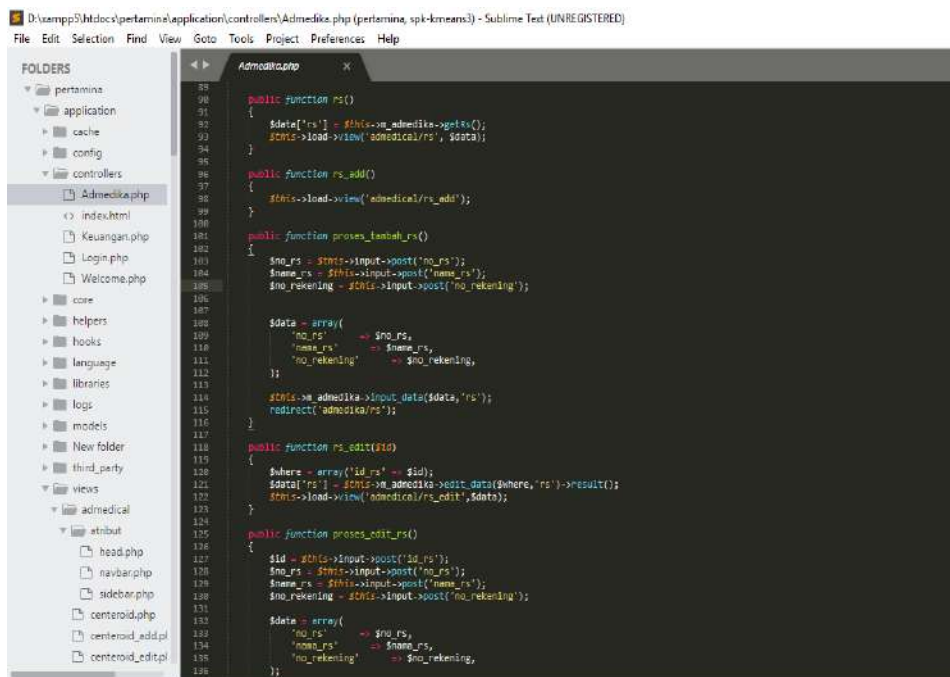 D:\xampp5\htdocs\pertamina\application\controllers\Admedika.php (pertamina, spk-kmeans3) - Sublime Text (UNREGISTERED)
File Edit Selection Find View Goto Tools Project Preferences Help
FOLDERS
pertamina
application
cache
config
controllers
Admedika.php
index.html
Keuangan.php
Login.php
Welcome.php
core
helpers
hooks
language
libraries
logs
models
New folder
third_party
views
admedical
atribut
head.php
navbar.php
sidebar.php
centeroid.php
centeroid_add.pl
centeroid_edit.pl
Admedika.php ×
89
90 public function rs()
91 {
92 $data['rs'] = $this->m_admedika->getRs();
93 $this->load->view('admedical/rs', $data);
94 }
95
96 public function rs_add()
97 {
98 $this->load->view('admedical/rs_add');
99 }
100
101 public function proses_tambah_rs()
102 {
103 $no_rs = $this->input->post('no_rs');
104 $nama_rs = $this->input->post('nama_rs');
105 $no_rekening = $this->input->post('no_rekening');
106
107
108 $data = array(
109 'no_rs' => $no_rs,
110 'nama_rs' => $nama_rs,
111 'no_rekening' => $no_rekening,
112 );
113
114 $this->m_admedika->input_data($data,'rs');
115 redirect('admedika/rs');
116 }
117
118 public function rs_edit($id)
119 {
120 $where = array('id_rs' => $id);
121 $data['rs'] = $this->m_admedika->edit_data($where,'rs')->result();
122 $this->load->view('admedical/rs_edit',$data);
123 }
124
125 public function proses_edit_rs()
126 {
127 $id = $this->input->post('id_rs');
128 $no_rs = $this->input->post('no_rs');
129 $nama_rs = $this->input->post('nama_rs');
130 $no_rekening = $this->input->post('no_rekening');
131
132 $data = array(
133 'no_rs' => $no_rs,
134 'nama_rs' => $nama_rs,
135 'no_rekening' => $no_rekening,
136 );